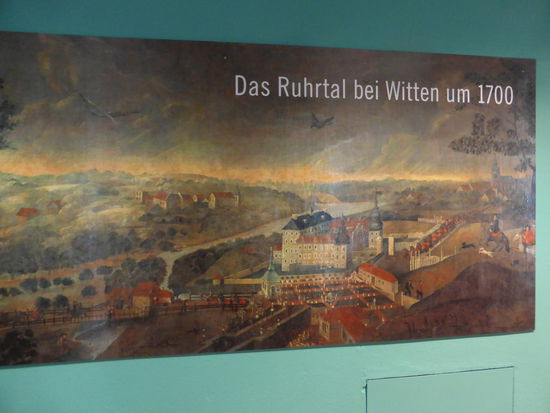 Das Ruhrtal bei Witten um 1700